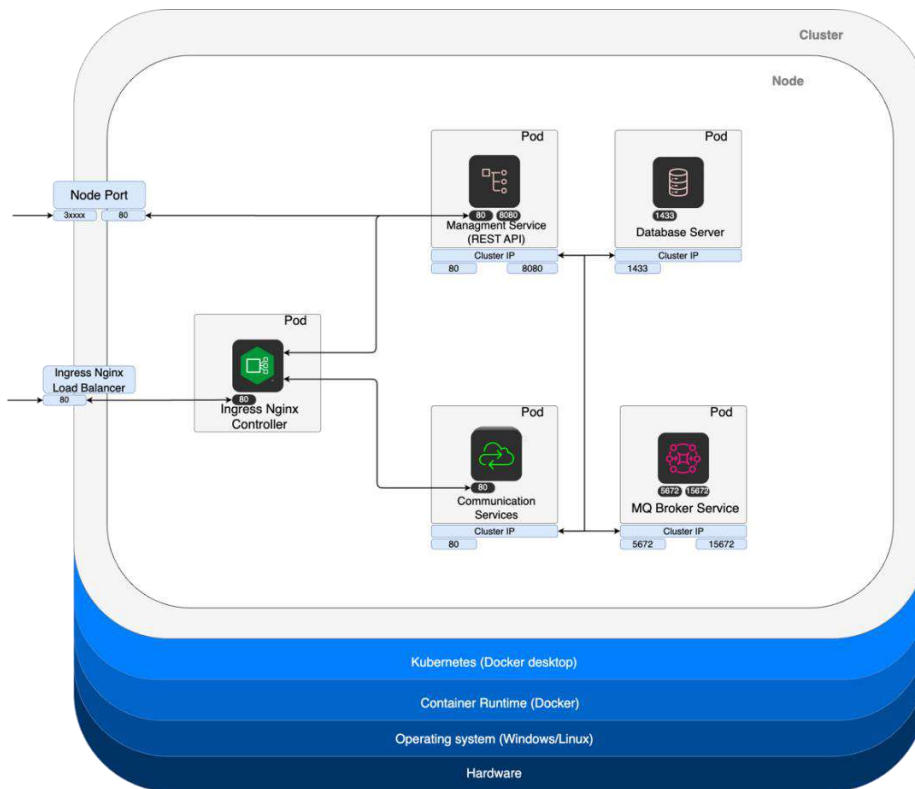 Cluster
Node
Pod
Pod
80 8080
1433
Managment Service
(REST API)
Database Server
Cluster IP
Cluster IP
80
8080
1433
Node Port
3xxxx
80
Pod
80
Ingress Nginx
Controller
Ingress Nginx
Load Balancer
80
Pod
Pod
80
5672 15672
Communication
Services
MQ Broker Service
Cluster IP
Cluster IP
80
5672
15672
Kubernetes (Docker desktop)
Container Runtime (Docker)
Operating system (Windows/Linux)
Hardware